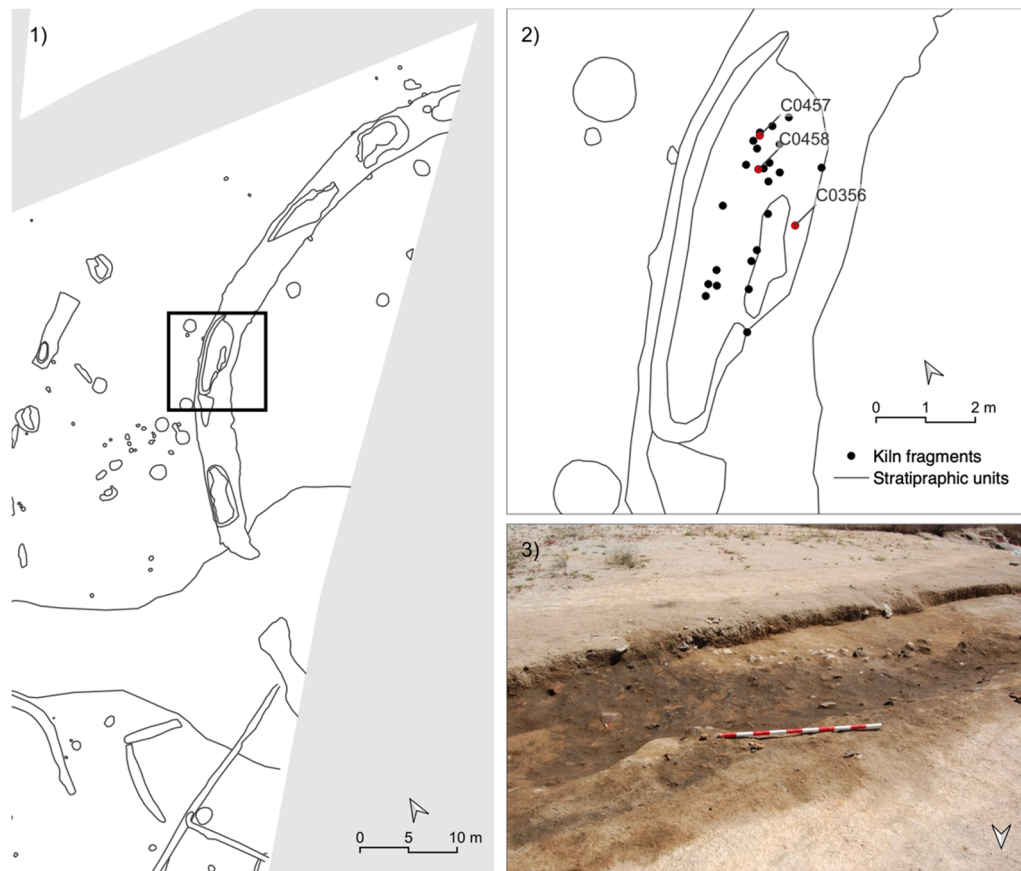 1)
0 5 10 m
2)
C0457
C0458
C0356
0 1 2 m
Kiln fragments
Stratipraphic units
3)